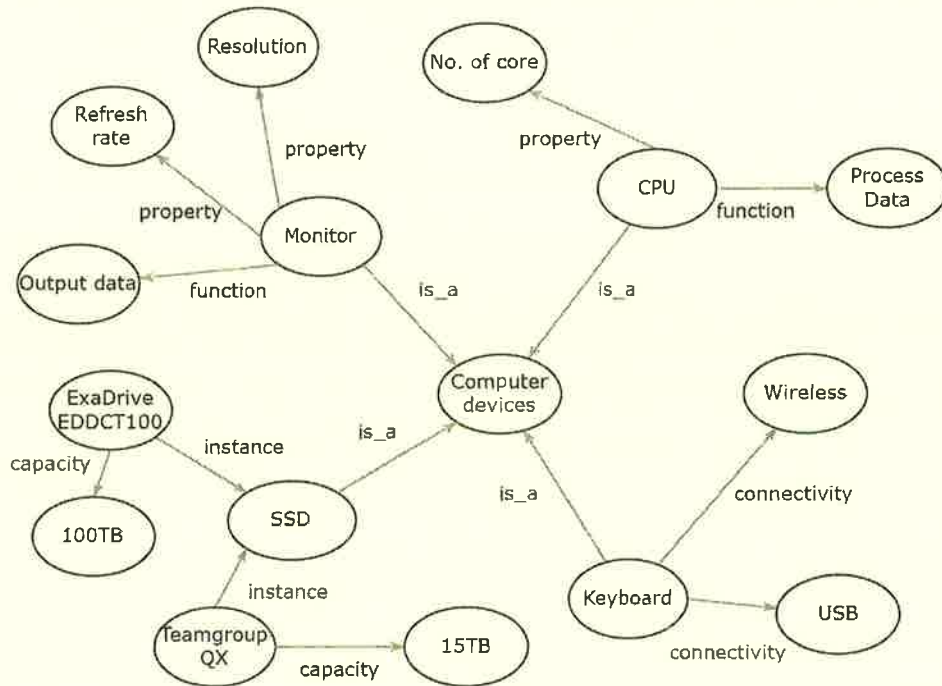 Resolution
No. of core
Refresh
rate
property
property
CPU
Process
Data
function
property
Monitor
Output data
function
is_a
is_a
Computer
devices
ExaDrive
EDDCT100
Wireless
instance
is_a
capacity
is_a
connectivity
100TB
SSD
instance
Keyboard
USB
Teamgroup
QX
capacity
15TB
connectivity